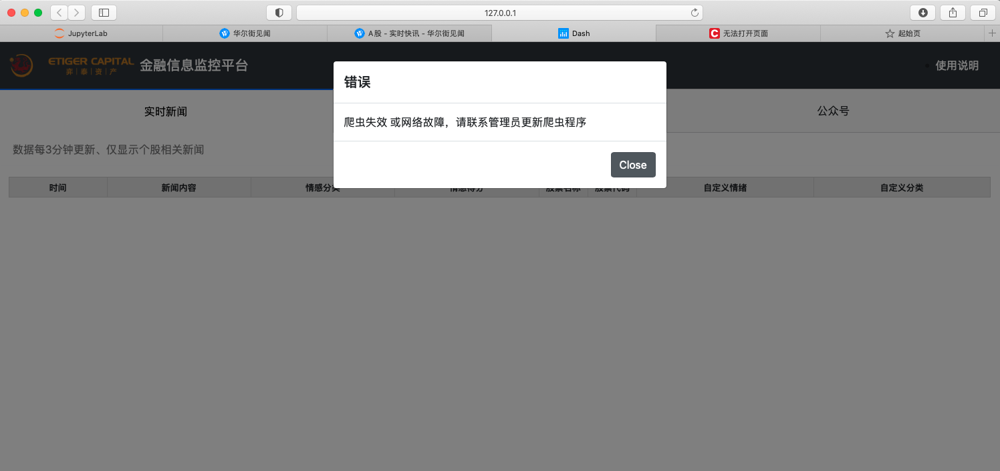 127.0.0.1
JupyterLab
华尔街见闻
A股 - 实时快讯 - 华尔街见闻
Dash
无法打开页面
起始页
ETIGER CAPITAL
弈泰资产
金融信息监控平台
使用说明
错误
爬虫失效 或网络故障，请联系管理员更新爬虫程序
Close
实时新闻
公众号
数据每3分钟更新、仅显示个股相关新闻
时间
新闻内容
情感分类
情感得分
股票名称
股票代码
自定义情绪
自定义分类